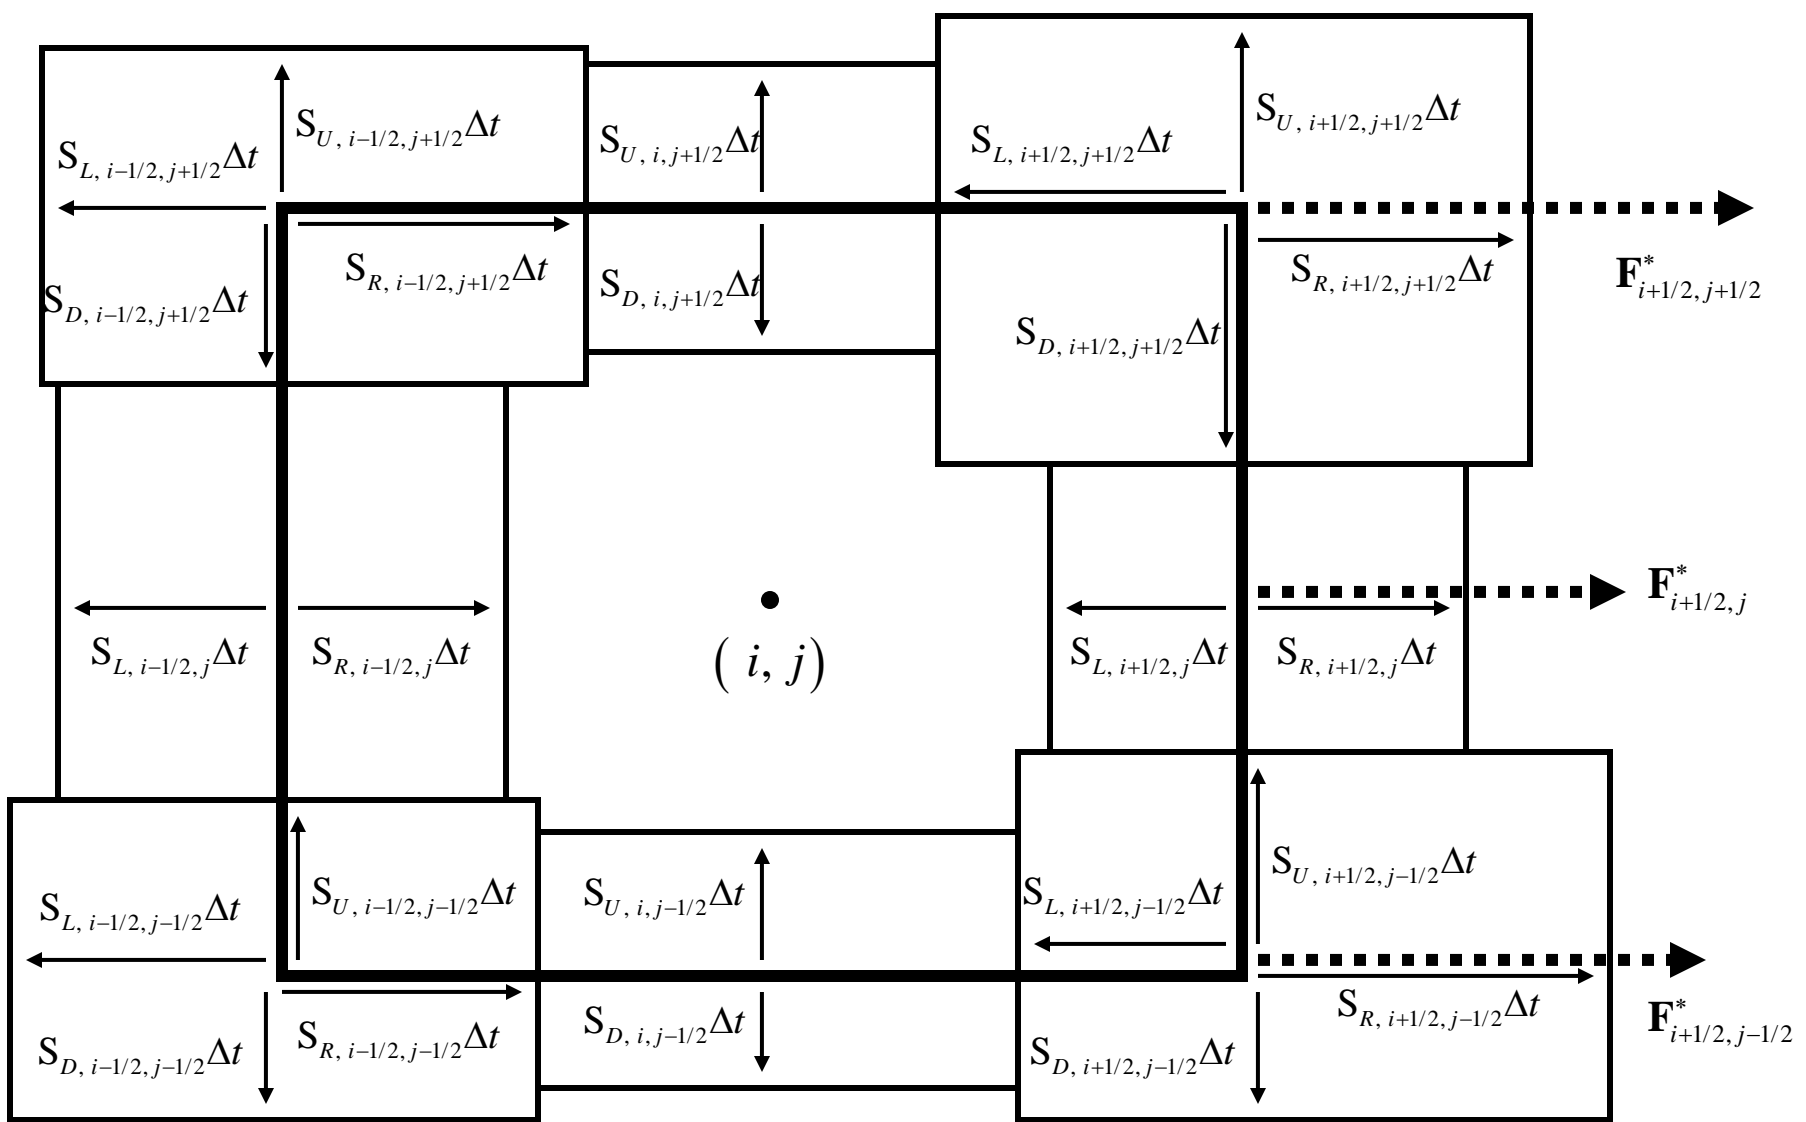 S_{U, i−1/2, j+1/2}Δt
S_{L, i−1/2, j+1/2}Δt
S_{R, i−1/2, j+1/2}Δt
S_{D, i−1/2, j+1/2}Δt
S_{U, i, j+1/2}Δt
S_{D, i, j+1/2}Δt
S_{U, i+1/2, j+1/2}Δt
S_{L, i+1/2, j+1/2}Δt
S_{R, i+1/2, j+1/2}Δt
S_{D, i+1/2, j+1/2}Δt
F^*_{i+1/2, j+1/2}
S_{L, i−1/2, j}Δt
S_{R, i−1/2, j}Δt
( i, j)
S_{L, i+1/2, j}Δt
S_{R, i+1/2, j}Δt
F^*_{i+1/2, j}
S_{U, i−1/2, j−1/2}Δt
S_{L, i−1/2, j−1/2}Δt
S_{R, i−1/2, j−1/2}Δt
S_{D, i−1/2, j−1/2}Δt
S_{U, i, j−1/2}Δt
S_{D, i, j−1/2}Δt
S_{U, i+1/2, j−1/2}Δt
S_{L, i+1/2, j−1/2}Δt
S_{R, i+1/2, j−1/2}Δt
S_{D, i+1/2, j−1/2}Δt
F^*_{i+1/2, j−1/2}